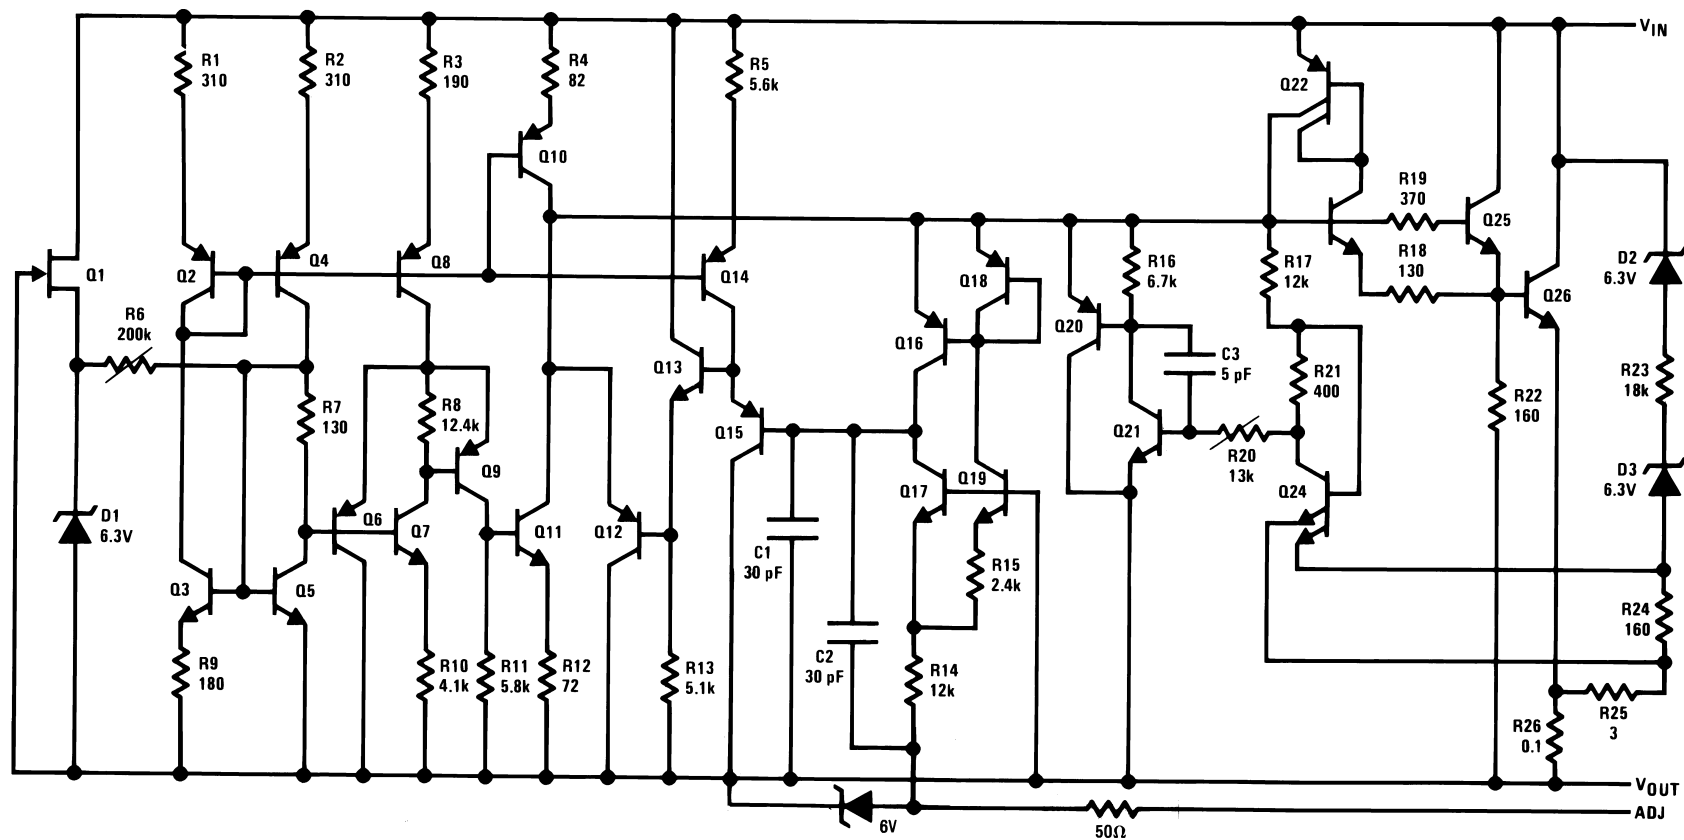 V_IN
R1
310
R2
310
R3
190
R4
82
R5
5.6k
Q22
Q10
R19
370
Q25
R18
130
Q1
Q2
Q4
Q8
Q14
Q18
R16
6.7k
R17
12k
D2
6.3V
Q26
R6
200k
Q16
Q20
C3
5 pF
R21
400
R22
160
R23
18k
Q13
R7
130
R8
12.4k
Q15
Q21
R20
13k
Q9
Q17
Q19
Q24
D3
6.3V
D1
6.3V
Q6
Q7
Q11
Q12
C1
30 pF
R15
2.4k
Q3
Q5
R24
160
R9
180
R10
4.1k
R11
5.8k
R12
72
R13
5.1k
C2
30 pF
R14
12k
R25
3
R26
0.1
V_OUT
ADJ
6V
50Ω